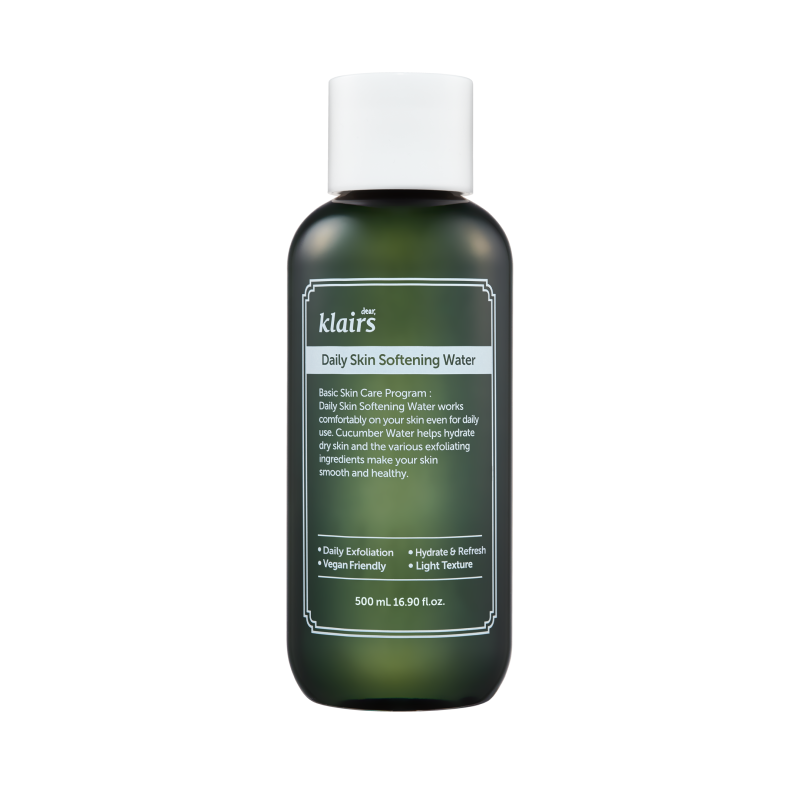 dear,
klairs
Daily Skin Softening Water
Basic Skin Care Program :
Daily Skin Softening Water works
comfortably on your skin even for daily
use. Cucumber Water helps hydrate
dry skin and the various exfoliating
ingredients make your skin
smooth and healthy.
• Daily Exfoliation • Hydrate & Refresh
• Vegan Friendly • Light Texture
500 mL 16.90 fl.oz.